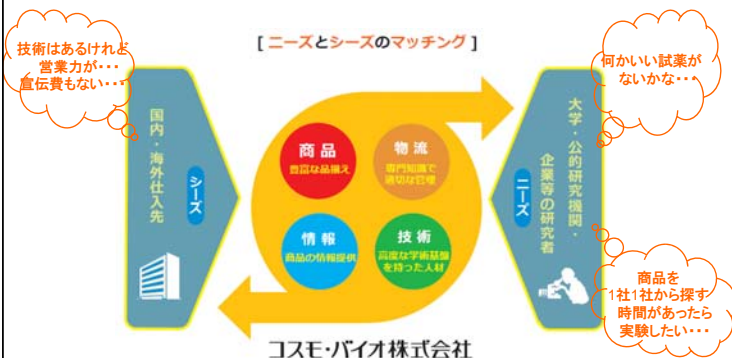 [ ニーズとシーズのマッチング ]
技術はあるけれど
営業力が・・・
宣伝費もない・・・
国内・海外仕入先
シーズ
商品
豊富な品揃え
物流
専門知識で
適切な管理
情報
商品の情報提供
技術
高度な学術基盤
を持った人材
何かいい試薬が
ないかな・・・
大学・公的研究機関・
企業等の研究者
ニーズ
商品を
1社1社から探す
時間があったら
実験したい・・・
コスモ・バイオ株式会社